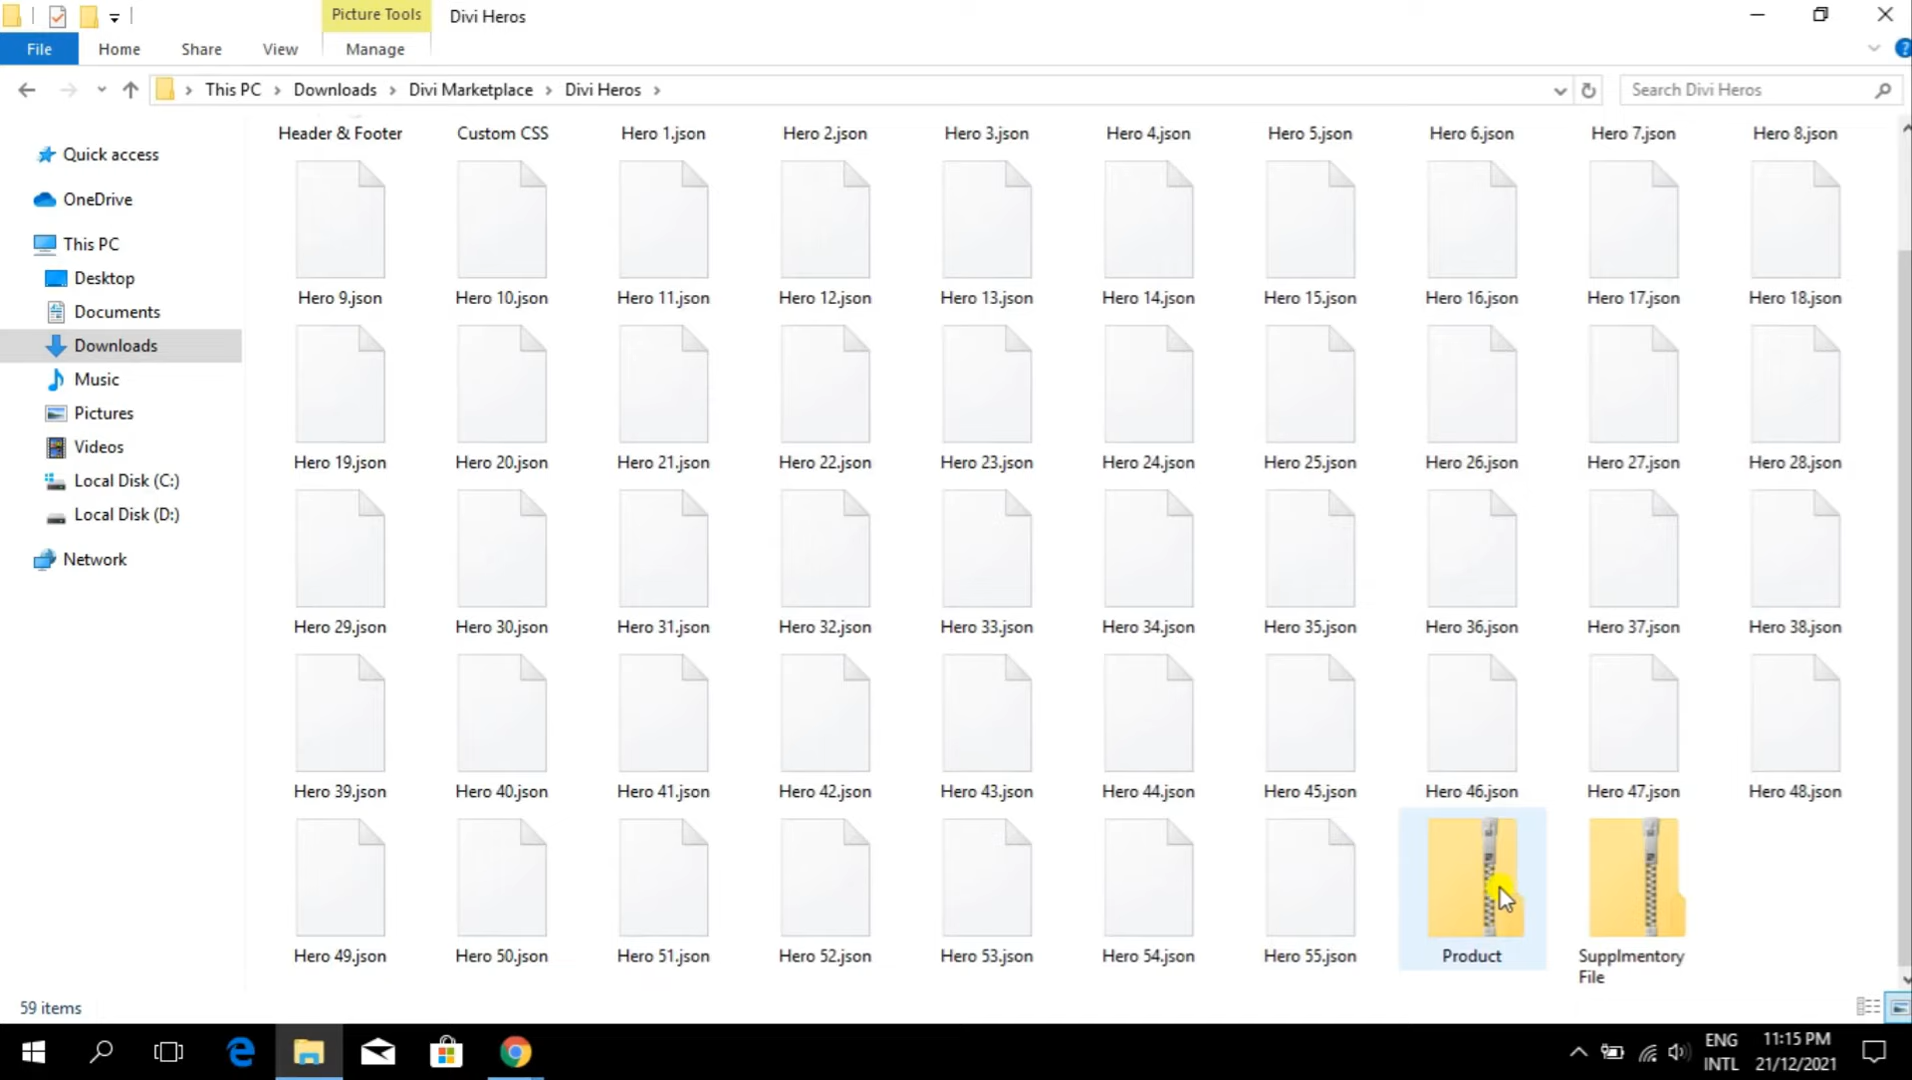 Picture Tools
Divi Heros
File
Home
Share
View
Manage
This PC
Downloads
Divi Marketplace
Divi Heros
Search Divi Heros
Quick access
OneDrive
This PC
Desktop
Documents
Downloads
Music
Pictures
Videos
Local Disk (C:)
Local Disk (D:)
Network
Header & Footer
Custom CSS
Hero 1.json
Hero 2.json
Hero 3.json
Hero 4.json
Hero 5.json
Hero 6.json
Hero 7.json
Hero 8.json
Hero 9.json
Hero 10.json
Hero 11.json
Hero 12.json
Hero 13.json
Hero 14.json
Hero 15.json
Hero 16.json
Hero 17.json
Hero 18.json
Hero 19.json
Hero 20.json
Hero 21.json
Hero 22.json
Hero 23.json
Hero 24.json
Hero 25.json
Hero 26.json
Hero 27.json
Hero 28.json
Hero 29.json
Hero 30.json
Hero 31.json
Hero 32.json
Hero 33.json
Hero 34.json
Hero 35.json
Hero 36.json
Hero 37.json
Hero 38.json
Hero 39.json
Hero 40.json
Hero 41.json
Hero 42.json
Hero 43.json
Hero 44.json
Hero 45.json
Hero 46.json
Hero 47.json
Hero 48.json
Hero 49.json
Hero 50.json
Hero 51.json
Hero 52.json
Hero 53.json
Hero 54.json
Hero 55.json
Product
Supplmentory
File
59 items
ENG
INTL
11:15 PM
21/12/2021